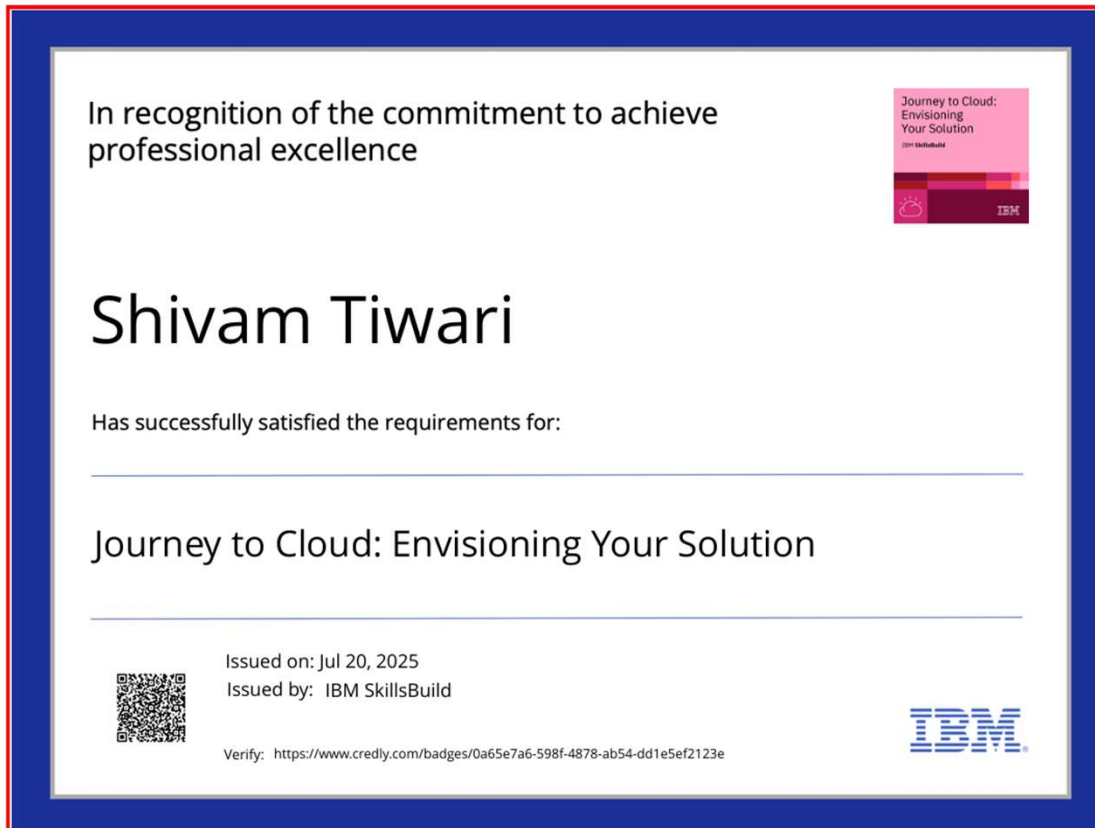 In recognition of the commitment to achieve
professional excellence
Journey to Cloud:
Envisioning
Your Solution
IBM SkillsBuild
IBM
Shivam Tiwari
Has successfully satisfied the requirements for:
Journey to Cloud: Envisioning Your Solution
Issued on: Jul 20, 2025
Issued by: IBM SkillsBuild
Verify: https://www.credly.com/badges/0a65e7a6-598f-4878-ab54-dd1e5ef2123e
IBM.